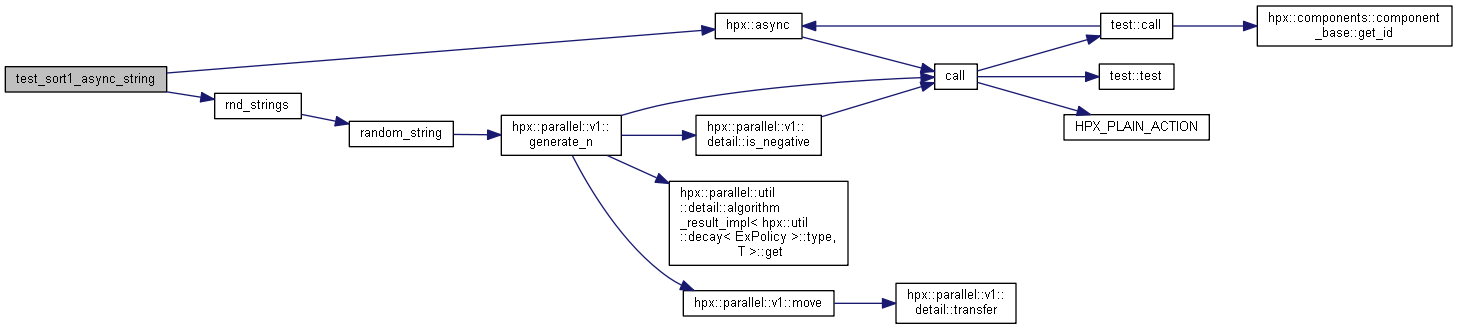 test_sort1_async_string
rnd_strings
random_string
hpx::parallel::v1::
generate_n
hpx::async
hpx::parallel::v1::
detail::is_negative
hpx::parallel::util
::detail::algorithm
_result_impl< hpx::util
::decay< ExPolicy >::type,
T >::get
hpx::parallel::v1::move
call
hpx::parallel::v1::
detail::transfer
test::call
test::test
HPX_PLAIN_ACTION
hpx::components::component
_base::get_id